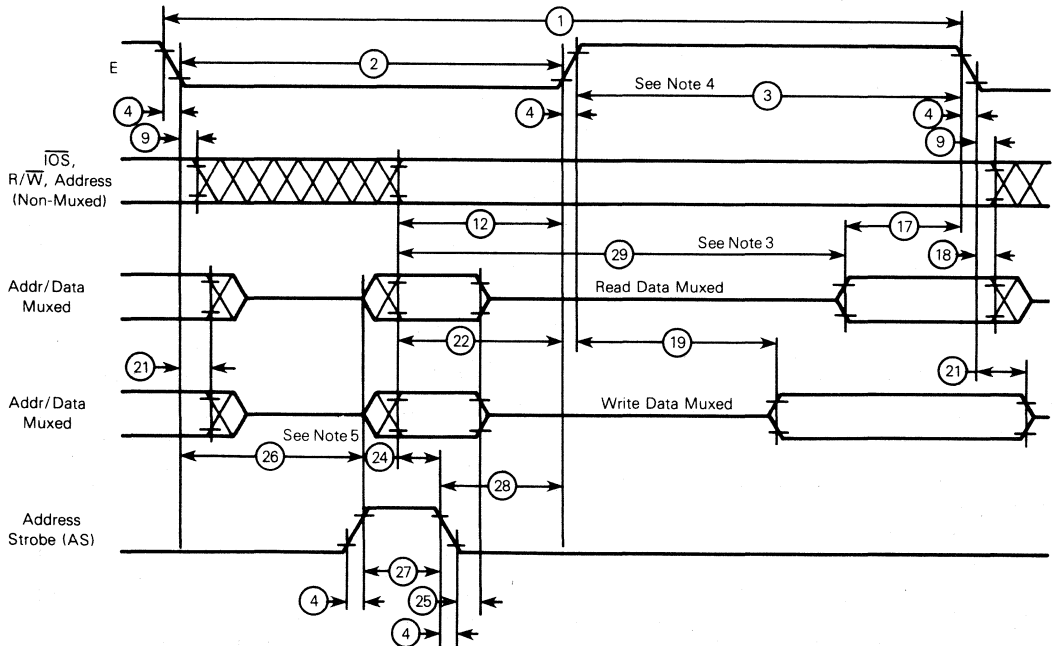 1
E
2
See Note 4
3
4
4
4
9
9
I̅O̅S̅,
R/W̅, Address
(Non-Muxed)
12
17
29
See Note 3
18
Addr/Data
Muxed
Read Data Muxed
22
19
21
21
Addr/Data
Muxed
Write Data Muxed
See Note 5
26
24
28
Address
Strobe (AS)
27
4
25
4